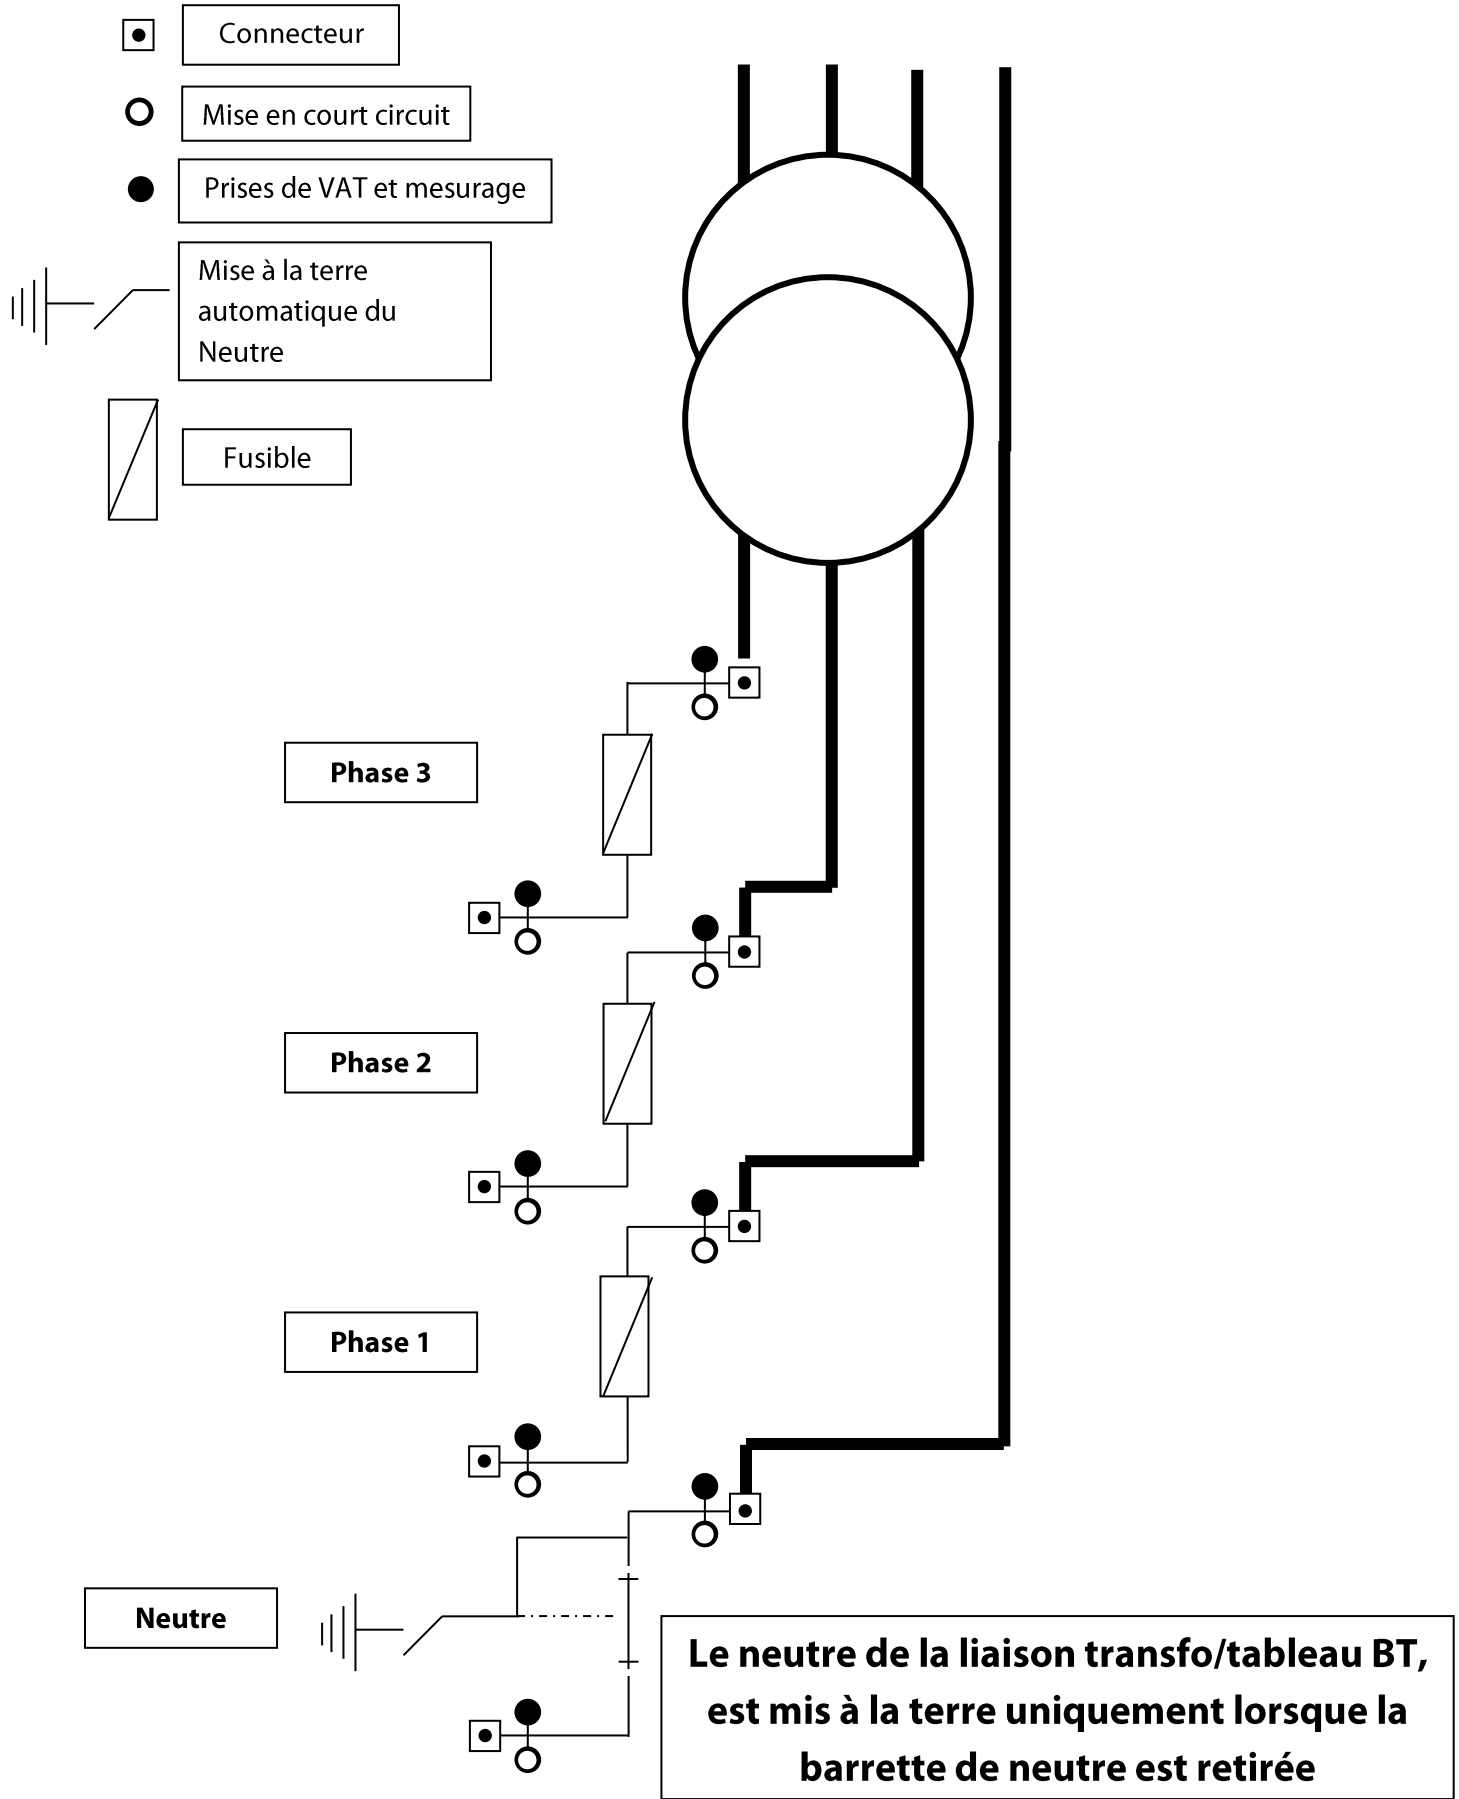 Connecteur
Mise en court circuit
Prises de VAT et mesurage
Mise à la terre
automatique du
Neutre
Fusible
Phase 3
Phase 2
Phase 1
Neutre
Le neutre de la liaison transfo/tableau BT,
est mis à la terre uniquement lorsque la
barrette de neutre est retirée